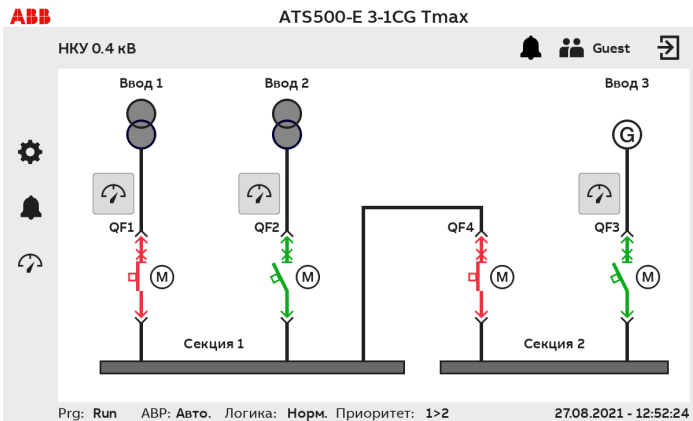 ABB
ATS500-E 3-1CG Tmax
НКУ 0.4 кВ
Guest
Ввод 1
Ввод 2
Ввод 3
G
QF1
QF2
QF4
QF3
M
M
M
M
Секция 1
Секция 2
Prg: Run АВР: Авто. Логика: Норм. Приоритет: 1>2 27.08.2021 - 12:52:24